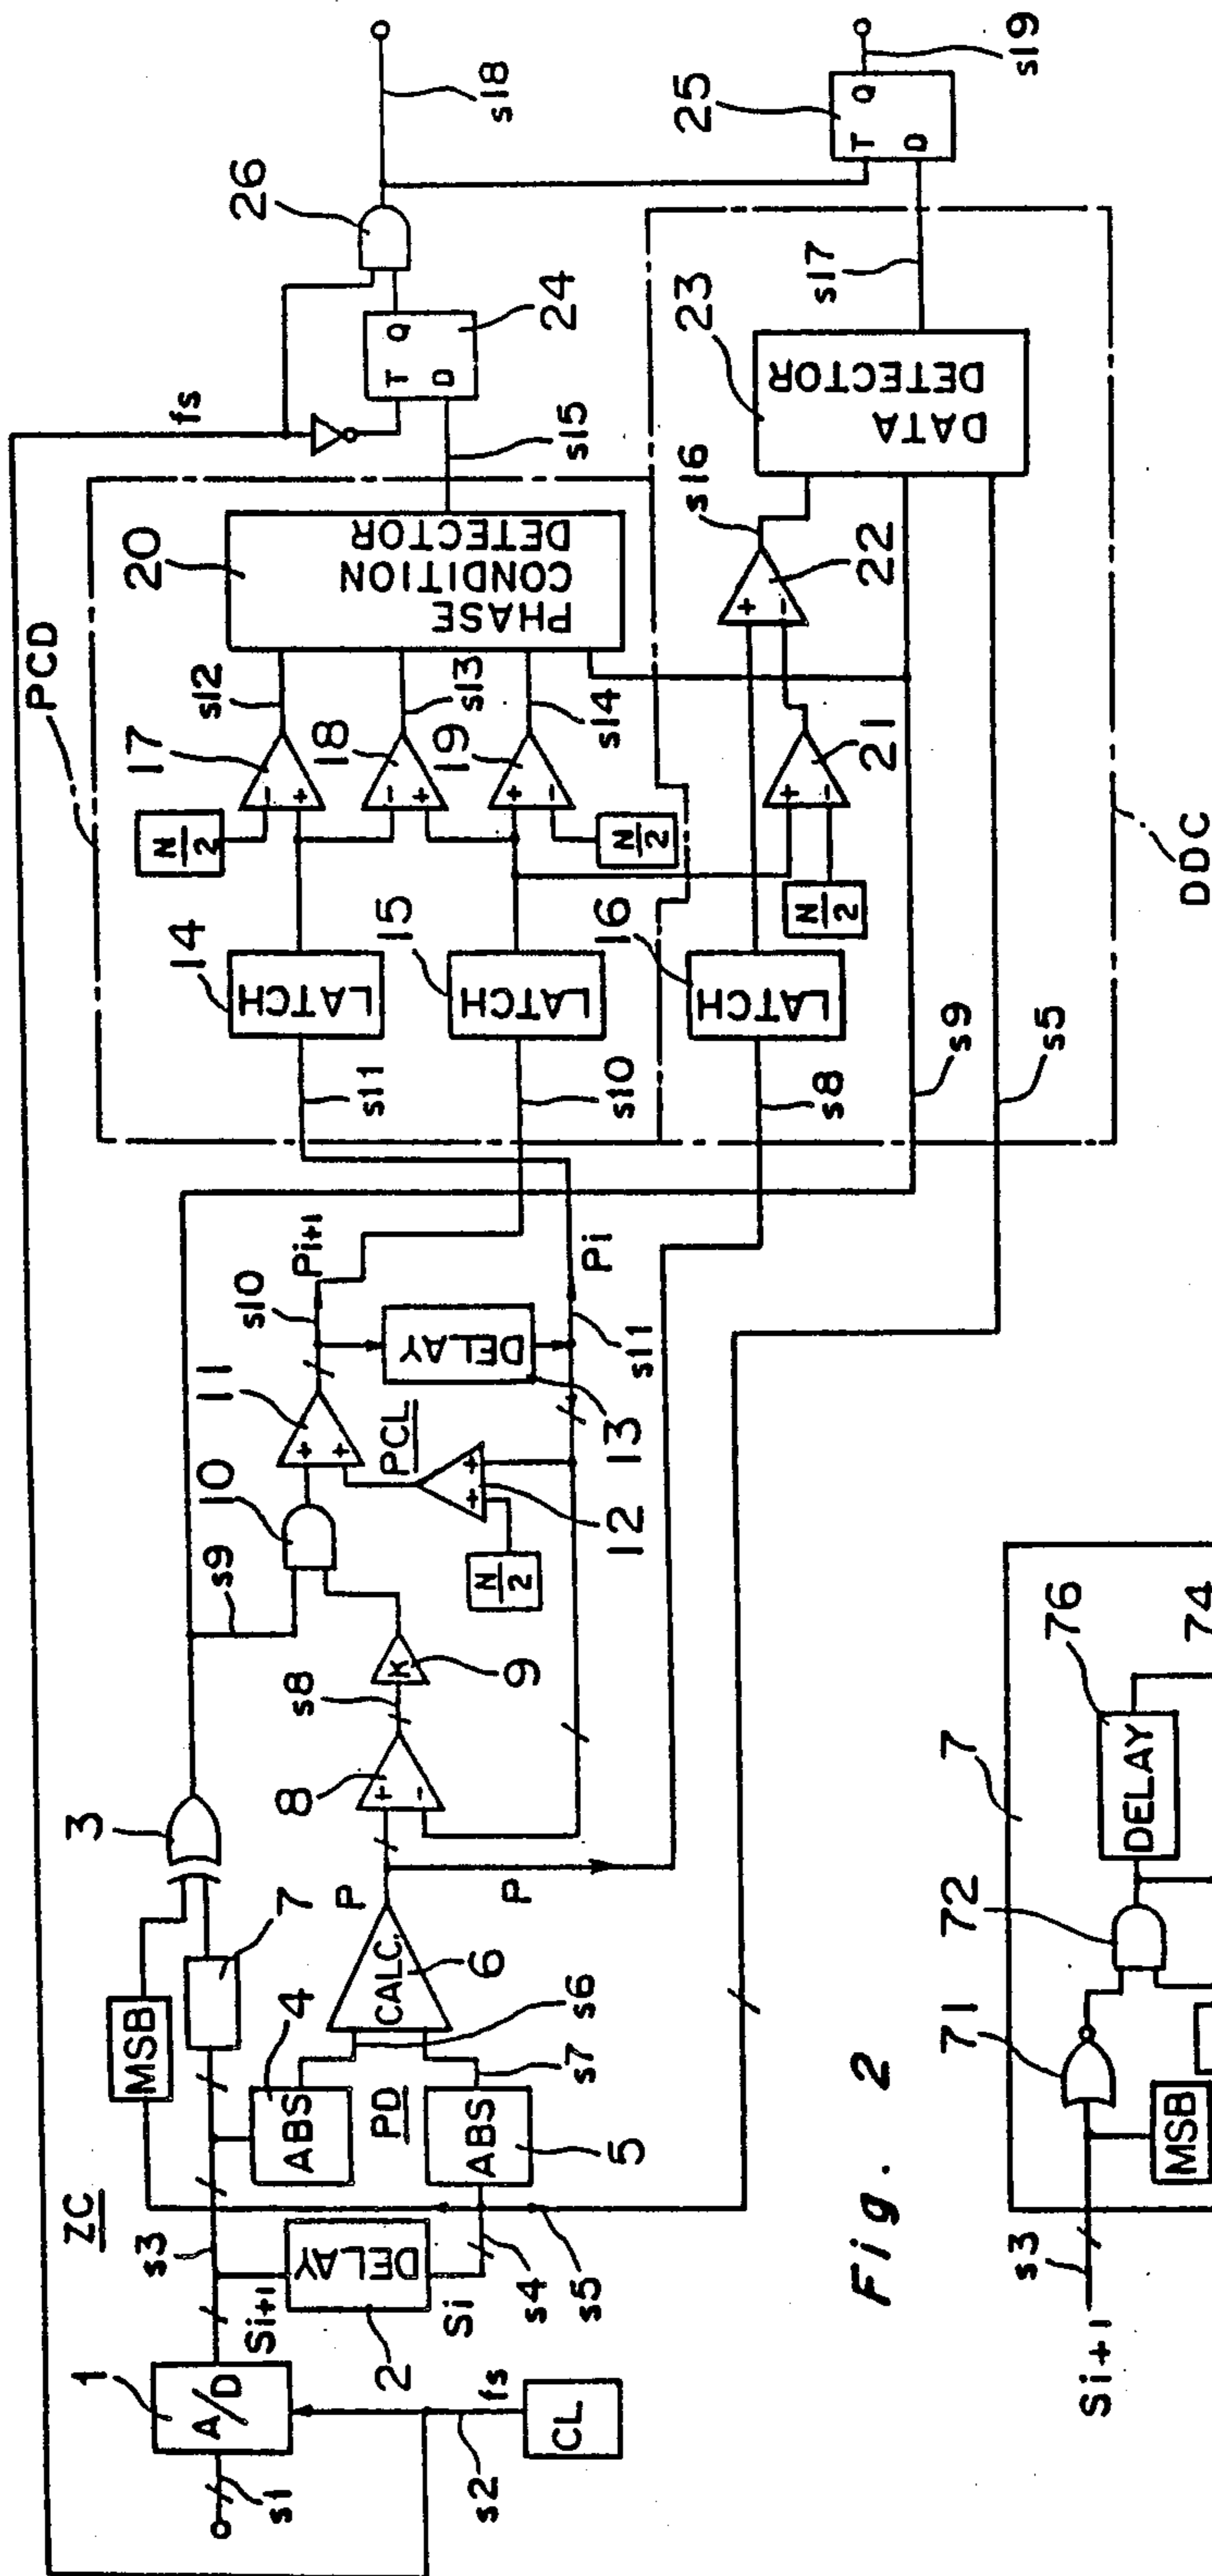 PCD
20
PHASE
CONDITION
DETECTOR
fs
26
s18
24
T
Q
D
s15
17
s12
18
s13
19
s14
N/2
-
+
-
+
+
-
N/2
14
LATCH
15
LATCH
16
LATCH
s11
s10
s8
s9
s5
N/2
+
-
21
+
-
22
s16
23
DATA
DETECTOR
s17
25
T
Q
D
s19
DDC
ZC
1
A/D
s1
s2
fs
CL
Si+1
s3
2
DELAY
Si
s4
s5
MSB
7
3
4
ABS
PD
ABS
5
s6
s7
CALC.
6
P
P
8
+
-
s8
K
9
s9
10
11
+
+
PCL
N/2
+
+
12
s10
Pi+1
DELAY
13
s11
Pi
Fig. 2
7
Si+1
s3
71
MSB
72
DELAY
76
74